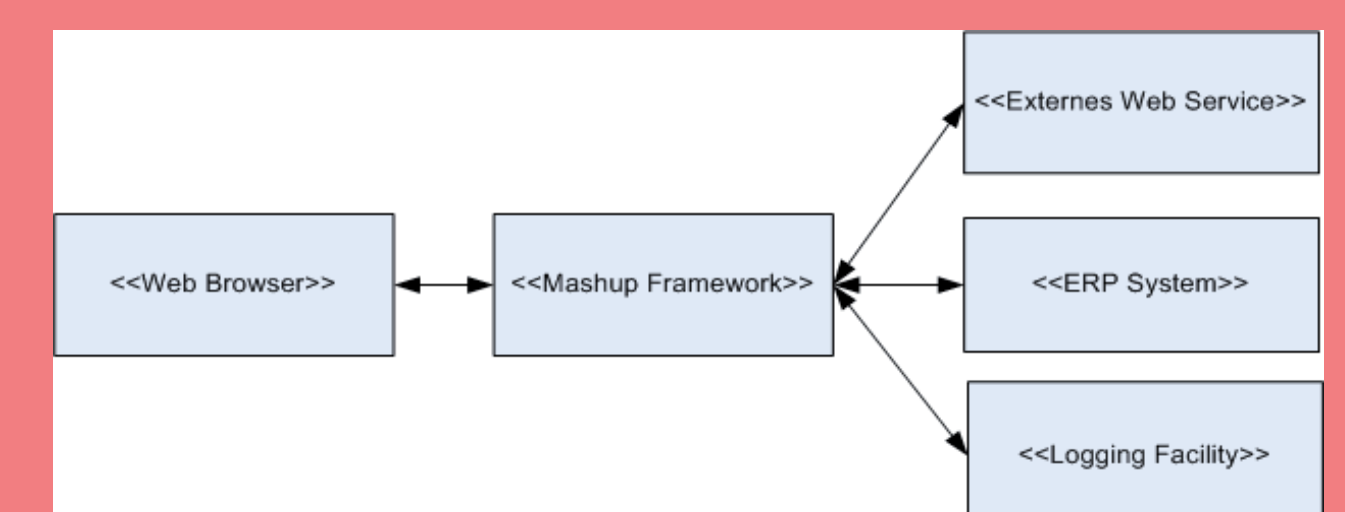 <<Externes Web Service>>
<<Web Browser>>
<<Mashup Framework>>
<<ERP System>>
<<Logging Facility>>